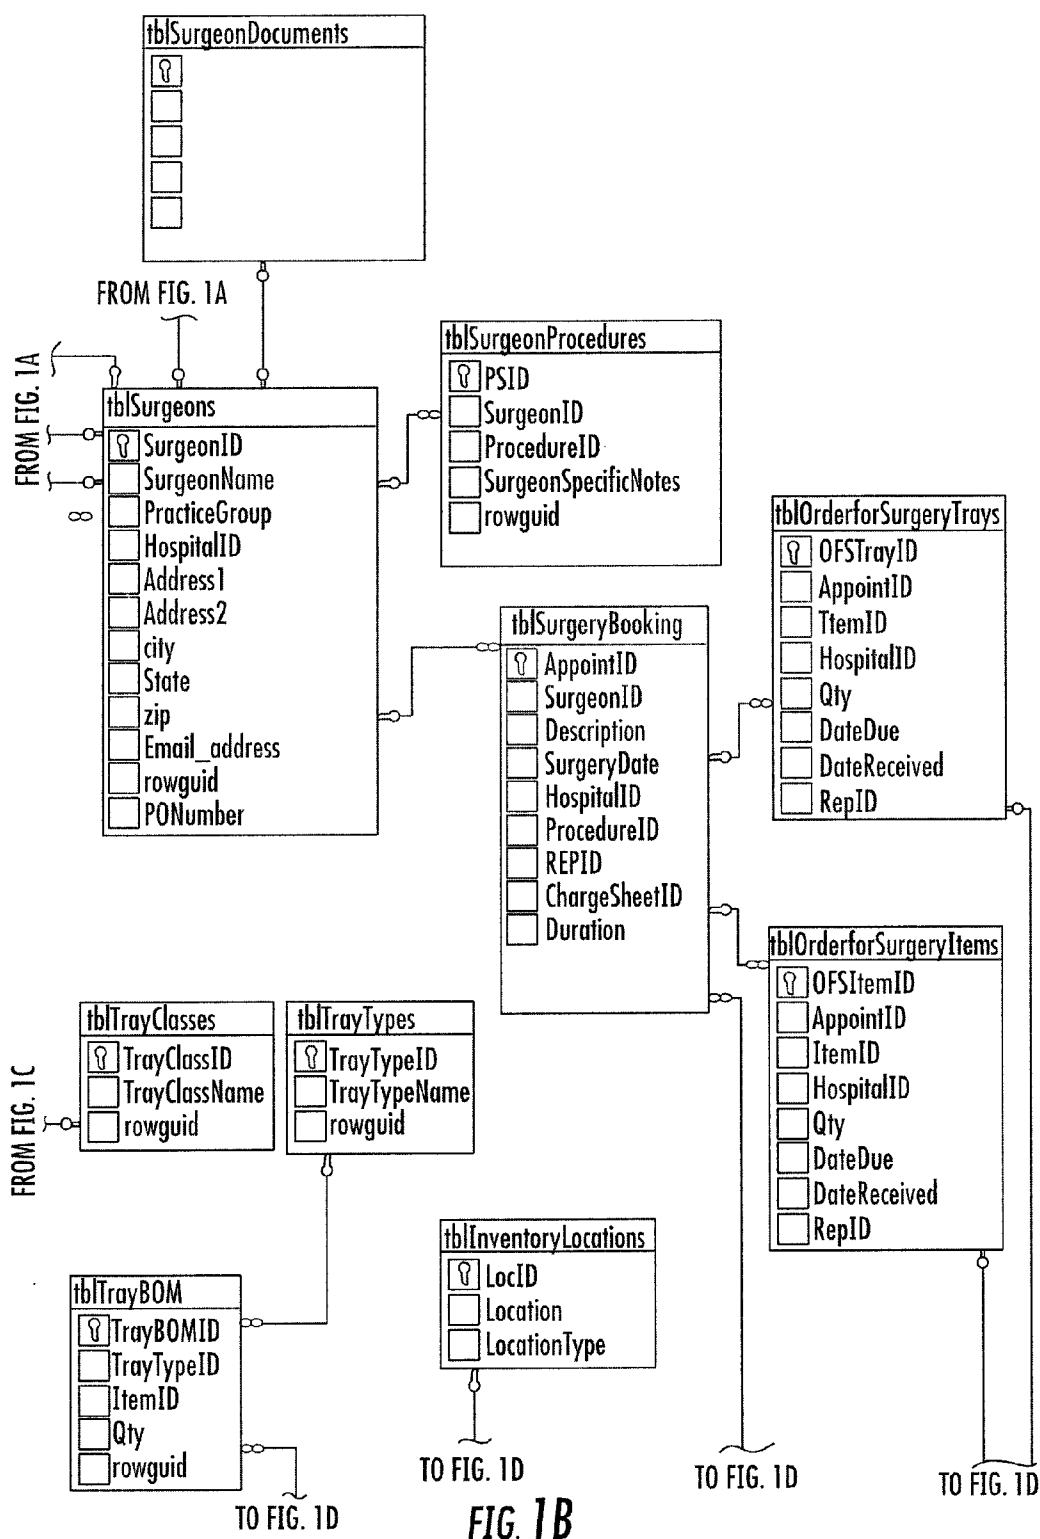 tblSurgeonDocuments
FROM FIG. 1A
FROM FIG. 1A
tblSurgeons
SurgeonID
SurgeonName
PracticeGroup
HospitalID
Address1
Address2
city
State
zip
Email_address
rowguid
PONumber
tblSurgeonProcedures
PSID
SurgeonID
ProcedureID
SurgeonSpecificNotes
rowguid
tblSurgeryBooking
AppointID
SurgeonID
Description
SurgeryDate
HospitalID
ProcedureID
REPID
ChargeSheetID
Duration
tblOrderforSurgeryTrays
OFSTrayID
AppointID
TtemID
HospitalID
Qty
DateDue
DateReceived
RepID
tblOrderforSurgeryItems
OFSItemID
AppointID
ItemID
HospitalID
Qty
DateDue
DateReceived
RepID
FROM FIG. 1C
tblTrayClasses
TrayClassID
TrayClassName
rowguid
tblTrayTypes
TrayTypeID
TrayTypeName
rowguid
tblTrayBOM
TrayBOMID
TrayTypeID
ItemID
Qty
rowguid
tblInventoryLocations
LocID
Location
LocationType
TO FIG. 1D
TO FIG. 1D
TO FIG. 1D
TO FIG. 1D
FIG. 1B